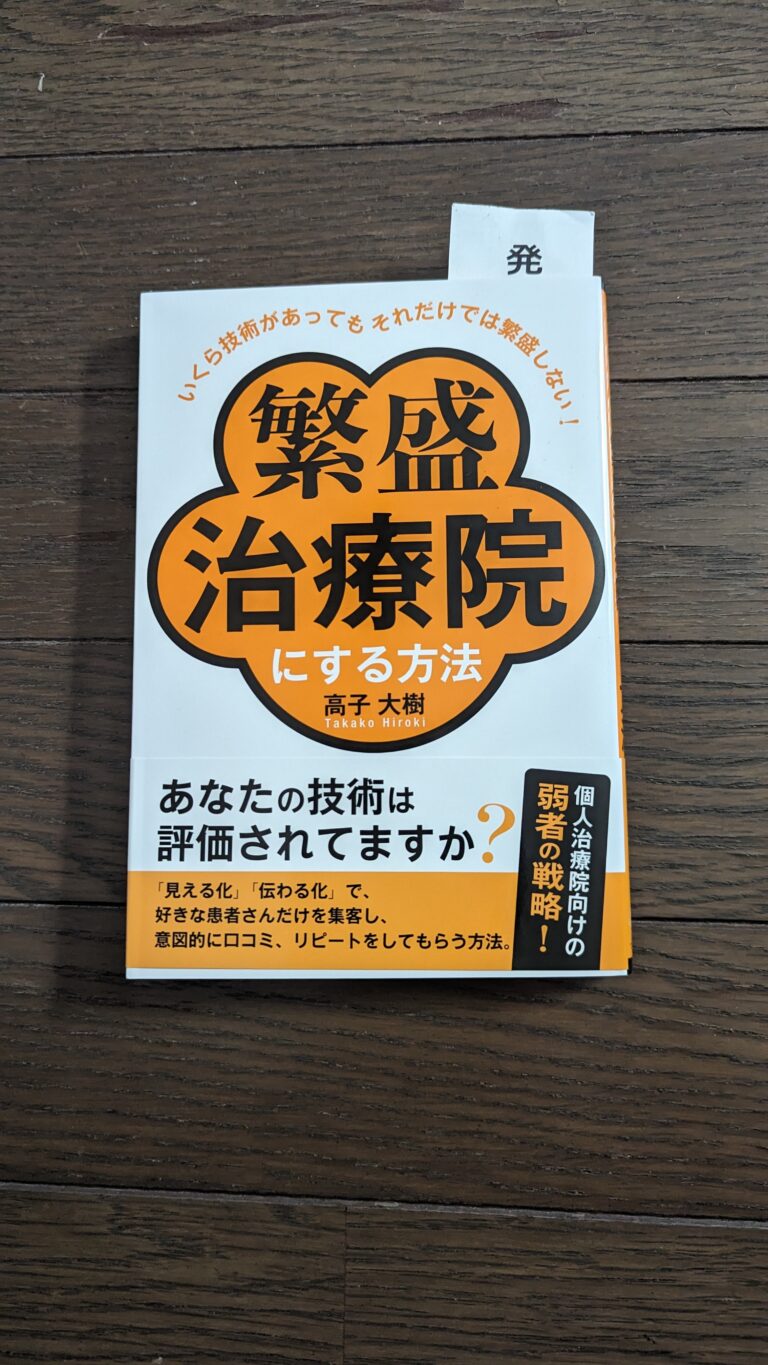 発
いくら技術があっても それだけでは繁盛しない!
繁盛
治療院
にする方法
高子 大樹
Takako Hiroki
あなたの技術は
評価されてますか?
「見える化」「伝わる化」で、
好きな患者さんだけを集客し、
意図的に口コミ、リピートをしてもらう方法。
個人治療院向けの
弱者の戦略!